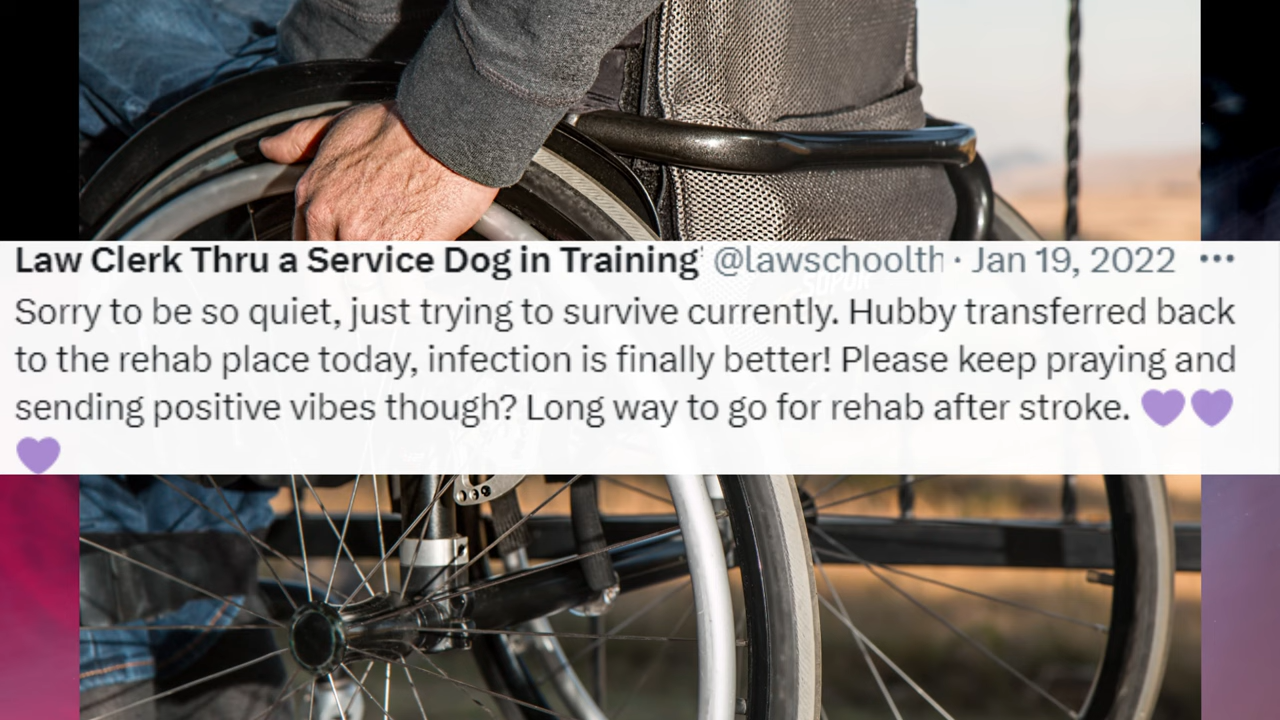 Law Clerk Thru a Service Dog in Training' @lawschoolth · Jan 19, 2022 •••
Sorry to be so quiet, just trying to survive currently. Hubby transferred back
to the rehab place today, infection is finally better! Please keep praying and
sending positive vibes though? Long way to go for rehab after stroke. 💜💜
💜